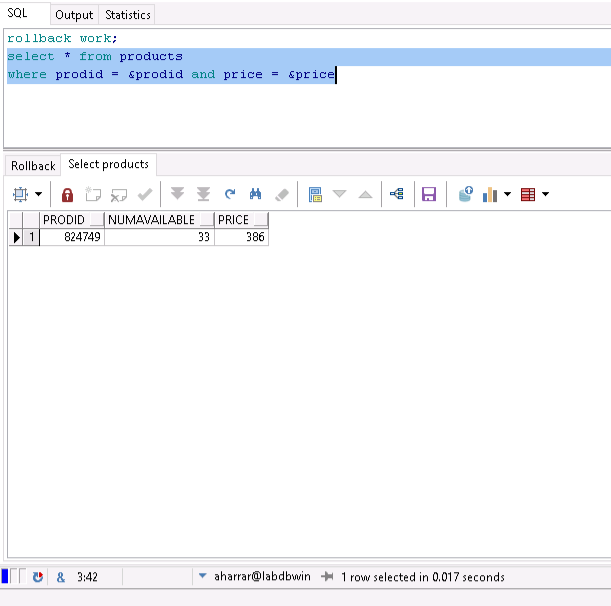 SQL Output Statistics
rollback work;
select * from products
where prodid = &prodid and price = &price
Rollback Select products
PRODID NUMAVAILABLE PRICE
1 824749 33 386
& 3:42 aharrar@labdbwin 1 row selected in 0.017 seconds